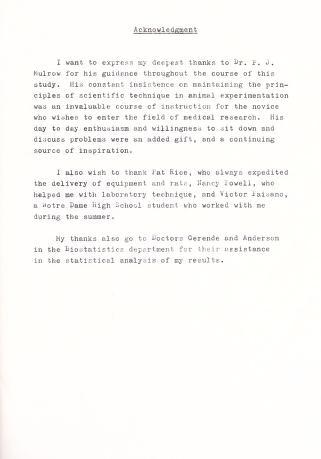 Acknowledgment
I want to express my deepest thanks to Dr. P. J.
Mulrow for his guidance throughout the course of this
study. His constant insistence on maintaining the prin-
ciples of scientific technique in animal experimentation
was an invaluable course of instruction for the novice
who wishes to enter the field of medical research. His
day to day enthusiasm and willingness to sit down and
discuss problems were an added gift, and a continuing
source of inspiration.
I also wish to thank Pat Rice, who always expedited
the delivery of equipment and rats, Nancy Powell, who
helped me with laboratory technique, and Victor Paisano,
a Notre Dame High School student who worked with me
during the summer.
My thanks also go to Doctors Gerende and Anderson
in the Biostatistics department for their assistance
in the statistical analysis of my results.